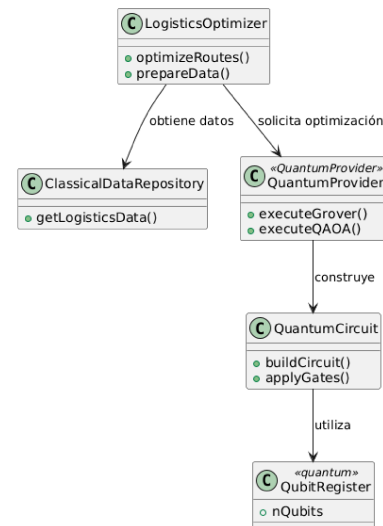 C LogisticsOptimizer
optimizeRoutes()
prepareData()
obtiene datos
solicita optimización
C ClassicalDataRepository
getLogisticsData()
C «QuantumProvider»
QuantumProvider
executeGrover()
executeQAOA()
construye
C QuantumCircuit
buildCircuit()
applyGates()
utiliza
C «quantum»
QubitRegister
nQubits